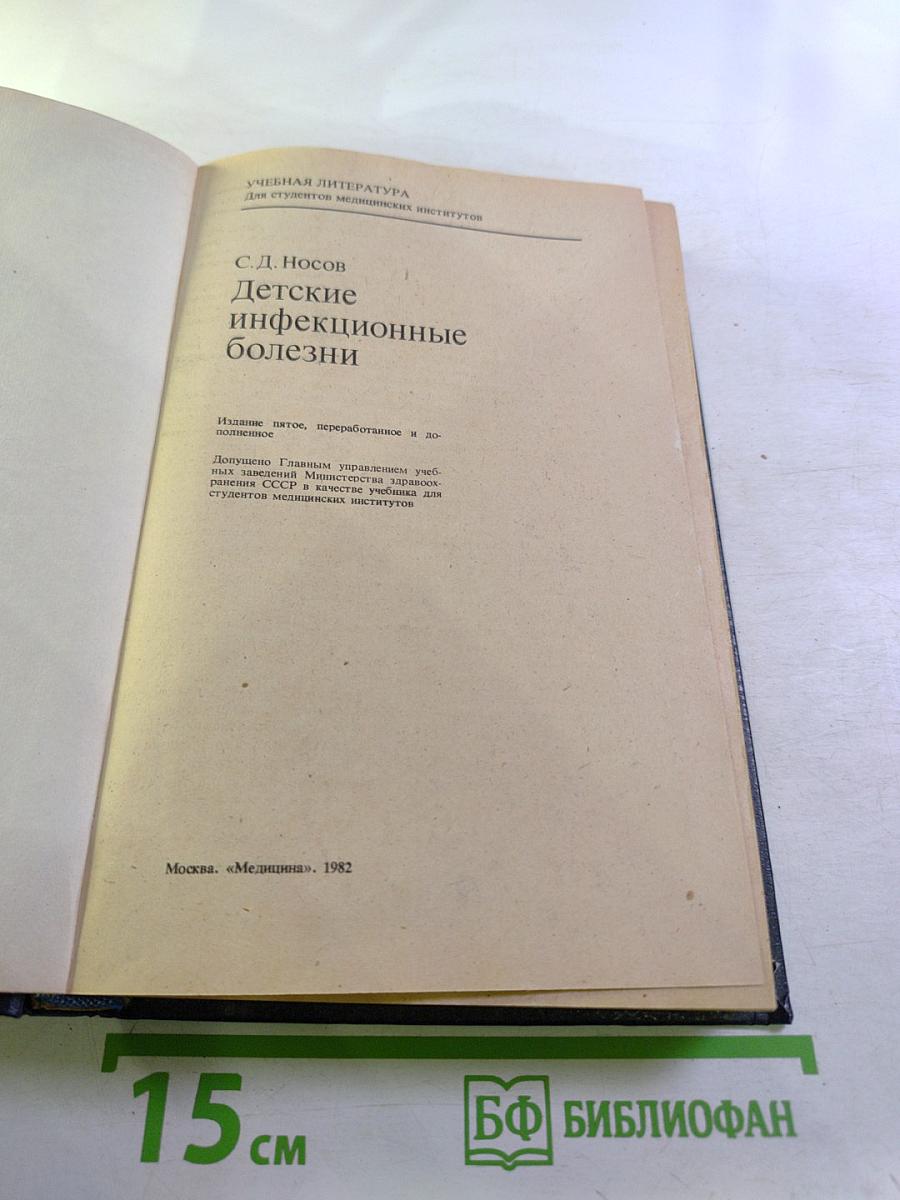 УЧЕБНАЯ ЛИТЕРАТУРА
Для студентов медицинских институтов
С. Д. Носов
Детские
инфекционные
болезни
Издание пятое, переработанное и до-
полненное
Допущено Главным управлением учеб-
ных заведений Министерства здравоох-
ранения СССР в качестве учебника для
студентов медицинских институтов
Москва. «Медицина». 1982
15 см
БФ БИБЛИОФАН